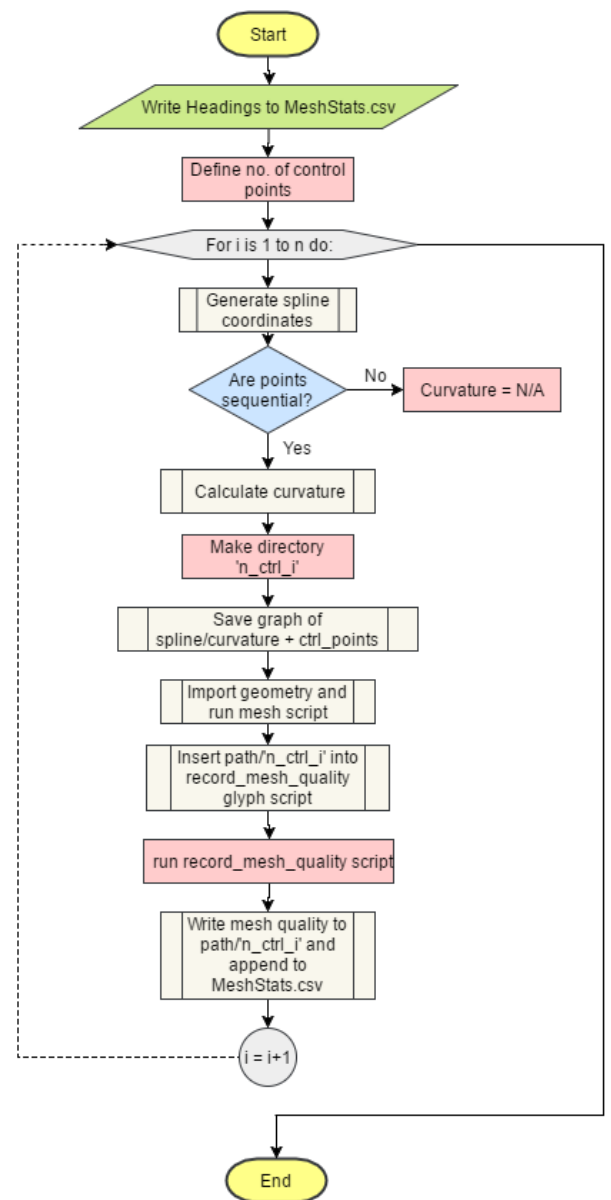 Start
Write Headings to MeshStats.csv
Define no. of control
points
For i is 1 to n do:
Generate spline
coordinates
Are points
sequential?
No
Curvature = N/A
Yes
Calculate curvature
Make directory
'n_ctrl_i'
Save graph of
spline/curvature + ctrl_points
Import geometry and
run mesh script
Insert path/'n_ctrl_i' into
record_mesh_quality
glyph script
run record_mesh_quality script
Write mesh quality to
path/'n_ctrl_i' and
append to
MeshStats.csv
i = i+1
End